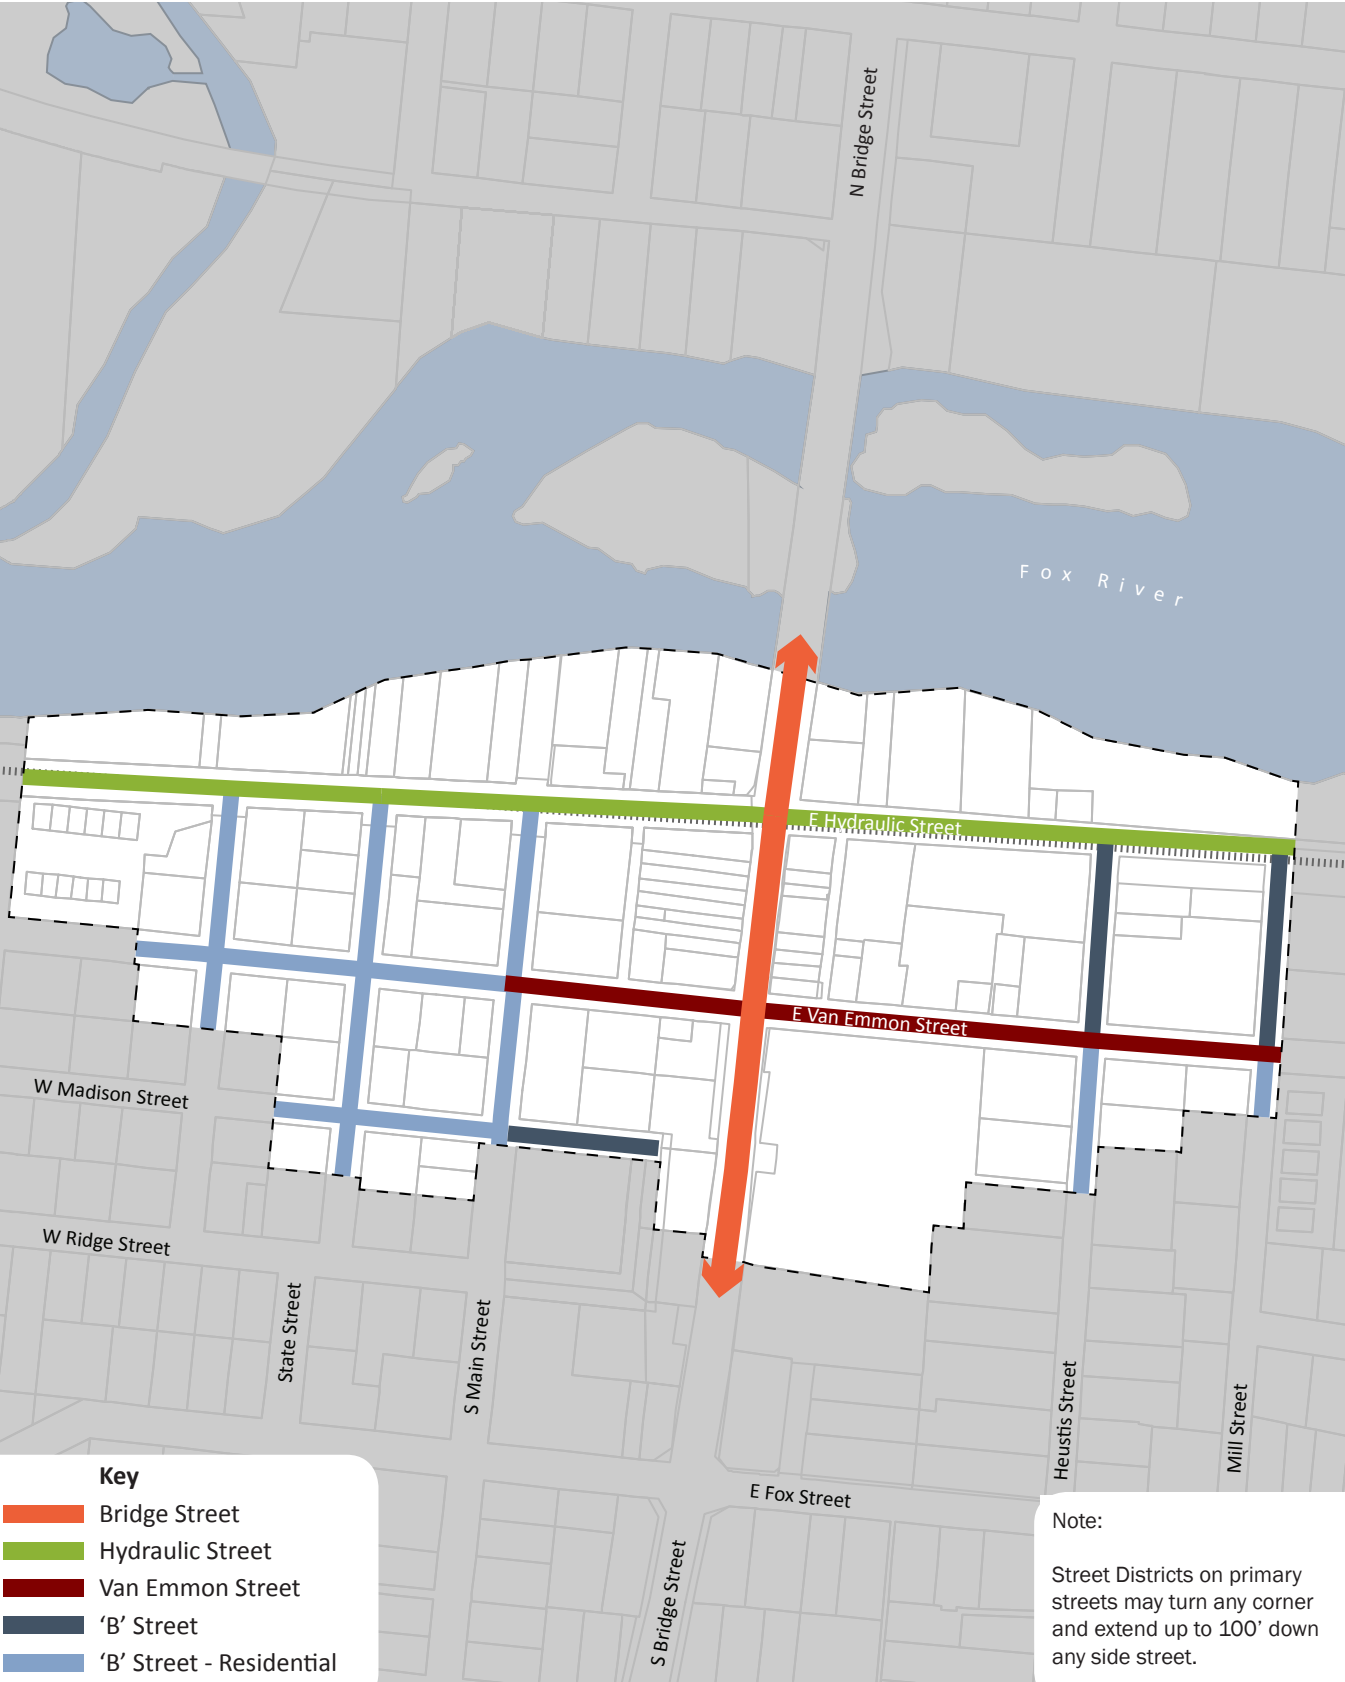 N Bridge Street
Fox River
E Hydraulic Street
E Van Emmon Street
W Madison Street
W Ridge Street
State Street
S Main Street
Heustis Street
Mill Street
E Fox Street
S Bridge Street
Key
Bridge Street
Hydraulic Street
Van Emmon Street
‘B’ Street
‘B’ Street - Residential
Note:
Street Districts on primary
streets may turn any corner
and extend up to 100’ down
any side street.